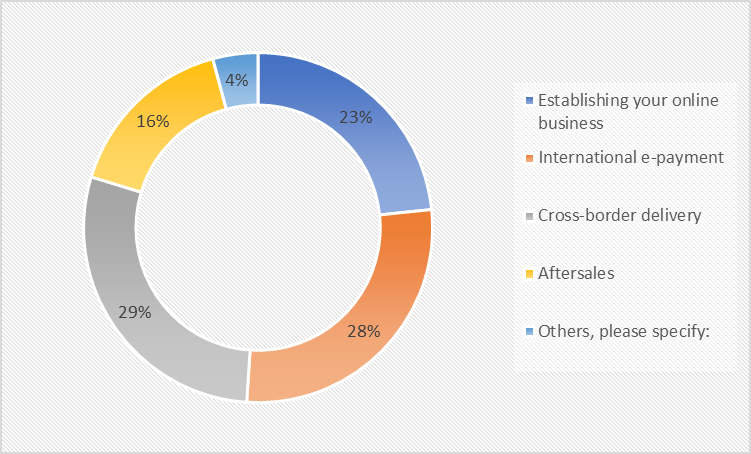 4%
23%
16%
29%
28%
Establishing your online
business
International e-payment
Cross-border delivery
Aftersales
Others, please specify: